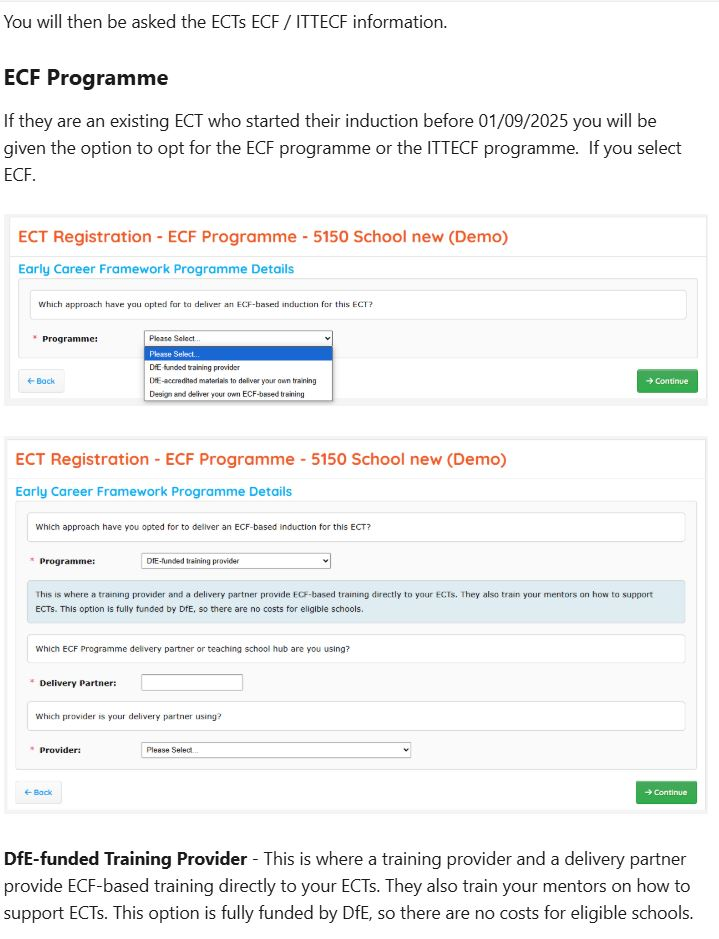 You will then be asked the ECTs ECF / ITTECF information.
ECF Programme
If they are an existing ECT who started their induction before 01/09/2025 you will be
given the option to opt for the ECF programme or the ITTECF programme.  If you select
ECF.
ECT Registration - ECF Programme - 5150 School new (Demo)
Early Career Framework Programme Details
Which approach have you opted for to deliver an ECF-based induction for this ECT?
* Programme: Please Select...
Please Select...
DfE-funded training provider
DfE-accredited materials to deliver your own training
Design and deliver your own ECF-based training
← Back → Continue
ECT Registration - ECF Programme - 5150 School new (Demo)
Early Career Framework Programme Details
Which approach have you opted for to deliver an ECF-based induction for this ECT?
* Programme: DfE-funded training provider
This is where a training provider and a delivery partner provide ECF-based training directly to your ECTs. They also train your mentors on how to support
ECTs. This option is fully funded by DfE, so there are no costs for eligible schools.
Which ECF Programme delivery partner or teaching school hub are you using?
* Delivery Partner:
Which provider is your delivery partner using?
* Provider: Please Select...
← Back → Continue
DfE-funded Training Provider - This is where a training provider and a delivery partner
provide ECF-based training directly to your ECTs. They also train your mentors on how to
support ECTs. This option is fully funded by DfE, so there are no costs for eligible schools.